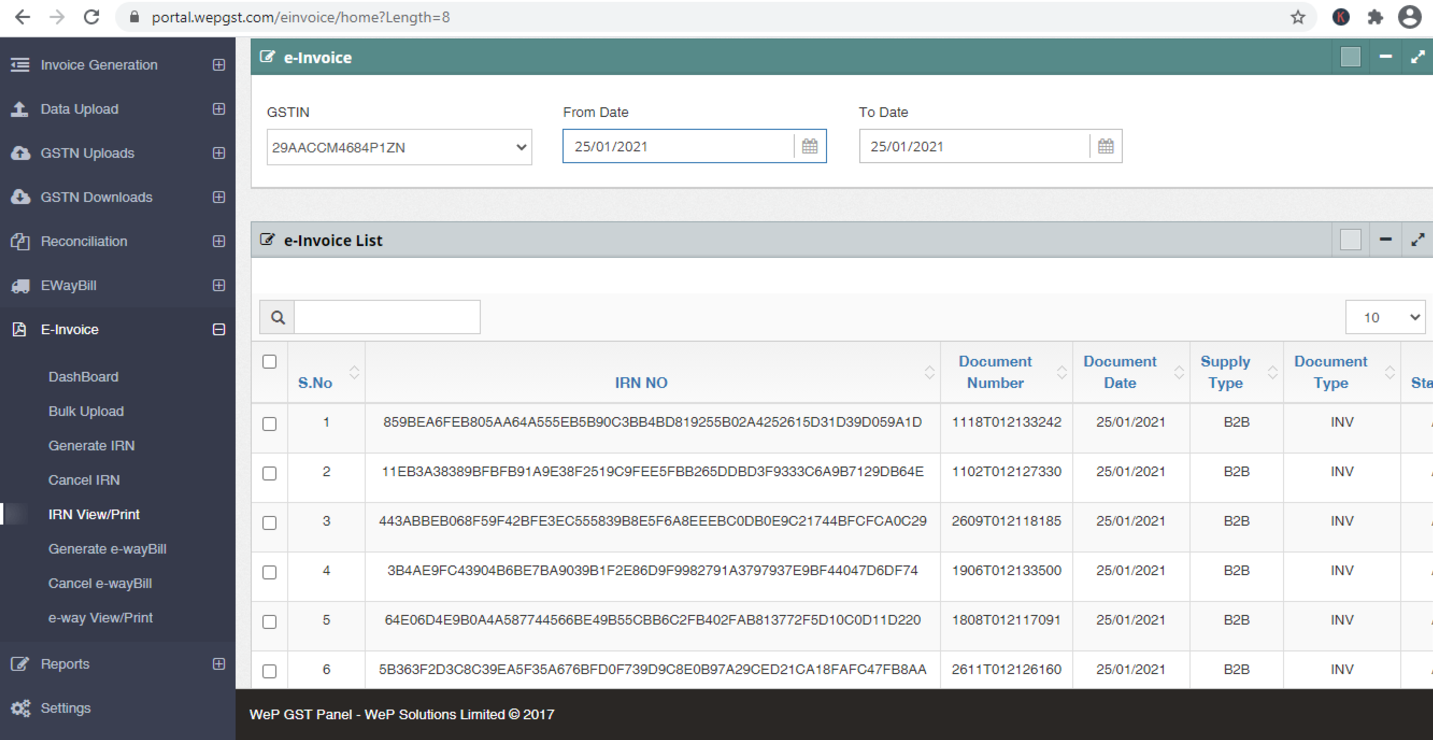 portal.wepgst.com/einvoice/home?Length=8
K
Invoice Generation
Data Upload
GSTN Uploads
GSTN Downloads
Reconciliation
EWayBill
E-Invoice
DashBoard
Bulk Upload
Generate IRN
Cancel IRN
IRN View/Print
Generate e-wayBill
Cancel e-wayBill
e-way View/Print
Reports
Settings
e-Invoice
GSTIN From Date To Date
29AACCM4684P1ZN 25/01/2021 25/01/2021
e-Invoice List
10
S.No IRN NO Document Number Document Date Supply Type Document Type
1 859BEA6FEB805AA64A555EB5B90C3BB4BD819255B02A4252615D31D39D059A1D 1118T012133242 25/01/2021 B2B INV
2 11EB3A38389BFBFB91A9E38F2519C9FEE5FBB265DDBD3F9333C6A9B7129DB64E 1102T012127330 25/01/2021 B2B INV
3 443ABBEB068F59F42BFE3EC555839B8E5F6A8EEEBC0DB0E9C21744BFCFCA0C29 2609T012118185 25/01/2021 B2B INV
4 3B4AE9FC43904B6BE7BA9039B1F2E86D9F9982791A3797937E9BF44047D6DF74 1906T012133500 25/01/2021 B2B INV
5 64E06D4E9B0A4A587744566BE49B55CBB6C2FB402FAB813772F5D10C0D11D220 1808T012117091 25/01/2021 B2B INV
6 5B363F2D3C8C39EA5F35A676BFD0F739D9C8E0B97A29CED21CA18FAFC47FB8AA 2611T012126160 25/01/2021 B2B INV
WeP GST Panel - WeP Solutions Limited © 2017